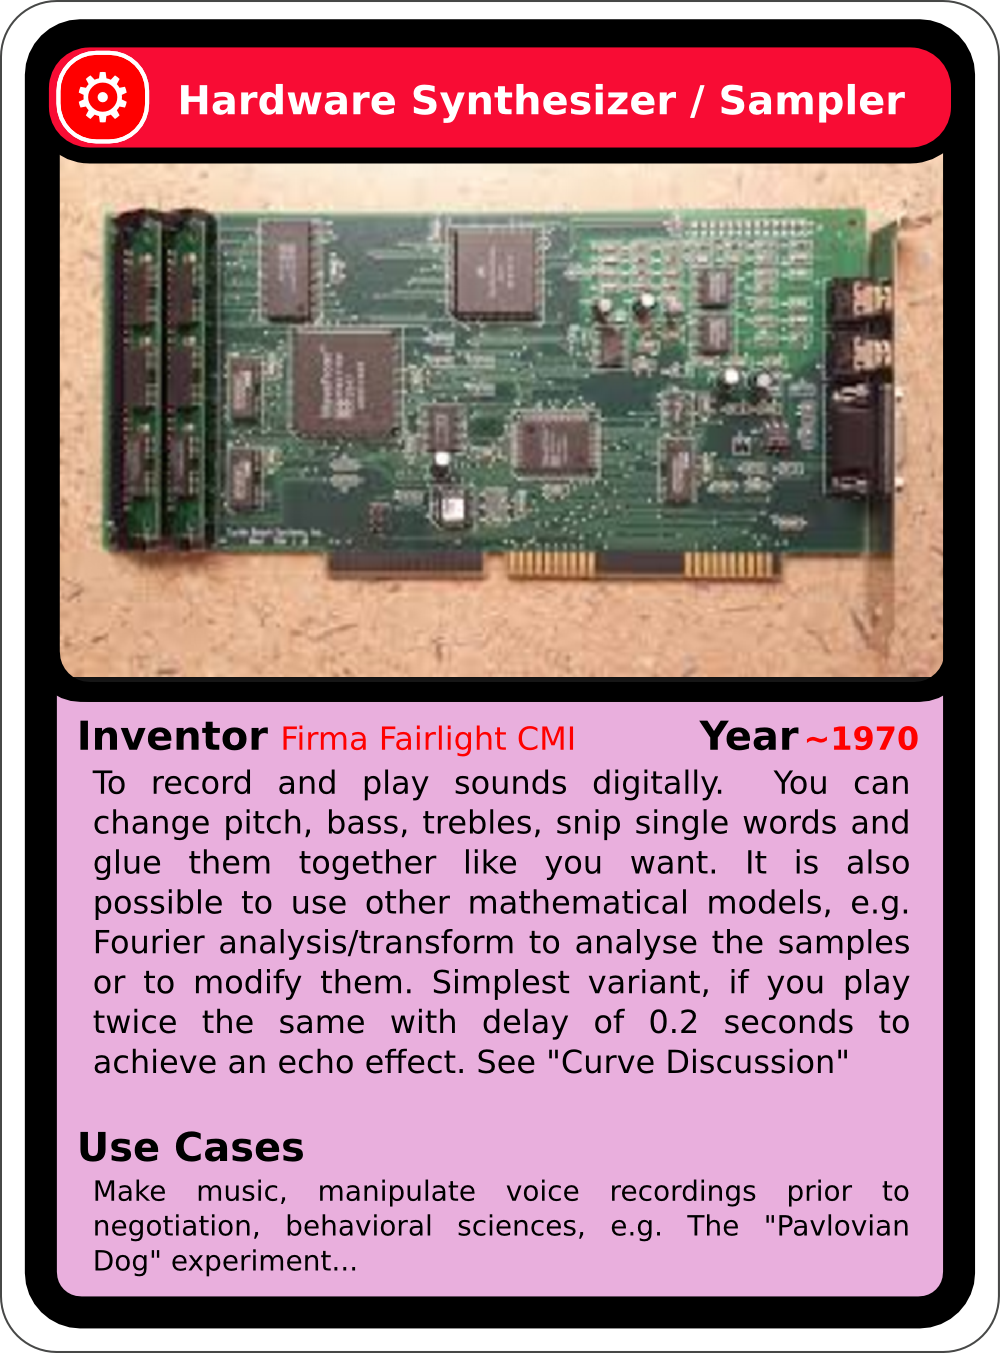 Hardware Synthesizer / Sampler
Inventor Firma Fairlight CMI Year ~1970
To record and play sounds digitally. You can
change pitch, bass, trebles, snip single words and
glue them together like you want. It is also
possible to use other mathematical models, e.g.
Fourier analysis/transform to analyse the samples
or to modify them. Simplest variant, if you play
twice the same with delay of 0.2 seconds to
achieve an echo effect. See "Curve Discussion"
Use Cases
Make music, manipulate voice recordings prior to
negotiation, behavioral sciences, e.g. The "Pavlovian
Dog" experiment...